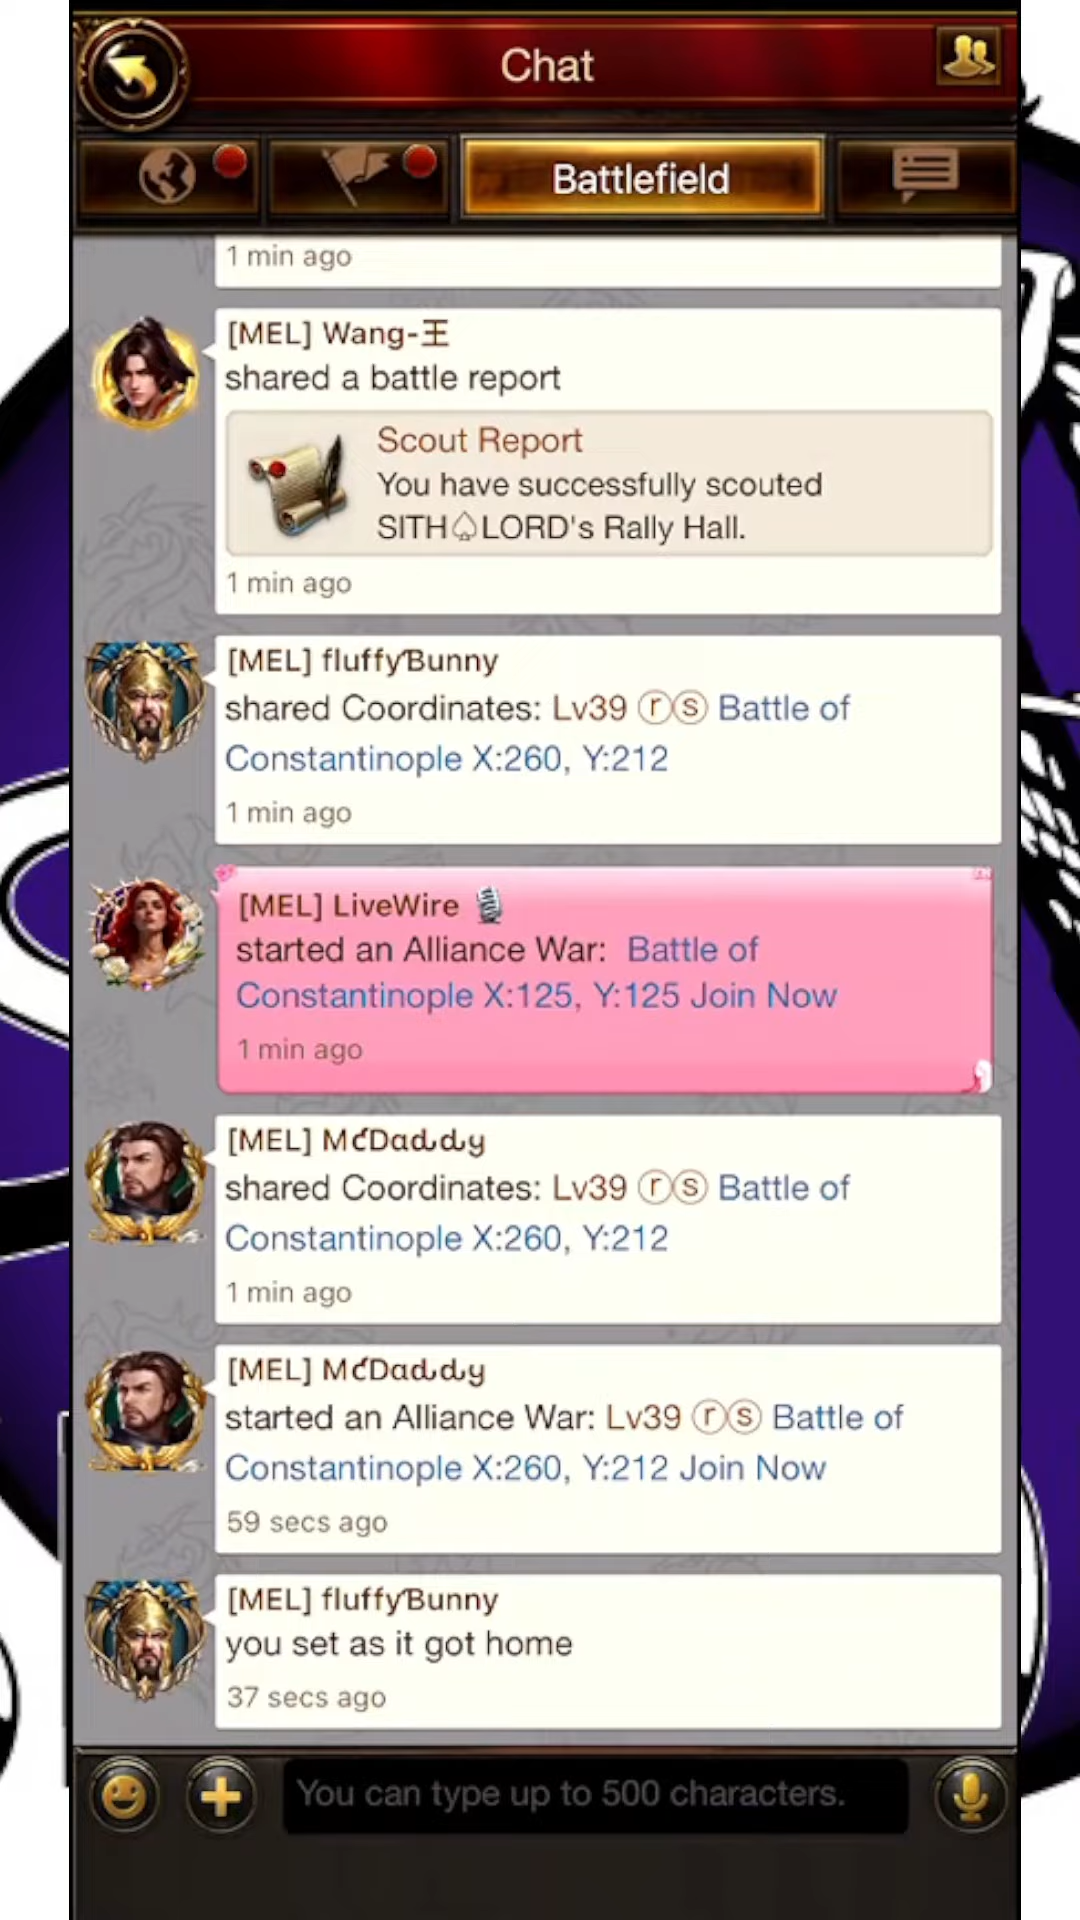 Chat
Battlefield
1 min ago
[MEL] Wang-王
shared a battle report
Scout Report
You have successfully scouted
SITH♤LORD's Rally Hall.
1 min ago
[MEL] fluffyƁunny
shared Coordinates: Lv39 ⓡⓢ Battle of
Constantinople X:260, Y:212
1 min ago
[MEL] LiveWire 🎙
started an Alliance War: Battle of
Constantinople X:125, Y:125 Join Now
1 min ago
[MEL] McDaddy
shared Coordinates: Lv39 ⓡⓢ Battle of
Constantinople X:260, Y:212
1 min ago
[MEL] McDaddy
started an Alliance War: Lv39 ⓡⓢ Battle of
Constantinople X:260, Y:212 Join Now
59 secs ago
[MEL] fluffyƁunny
you set as it got home
37 secs ago
You can type up to 500 characters.